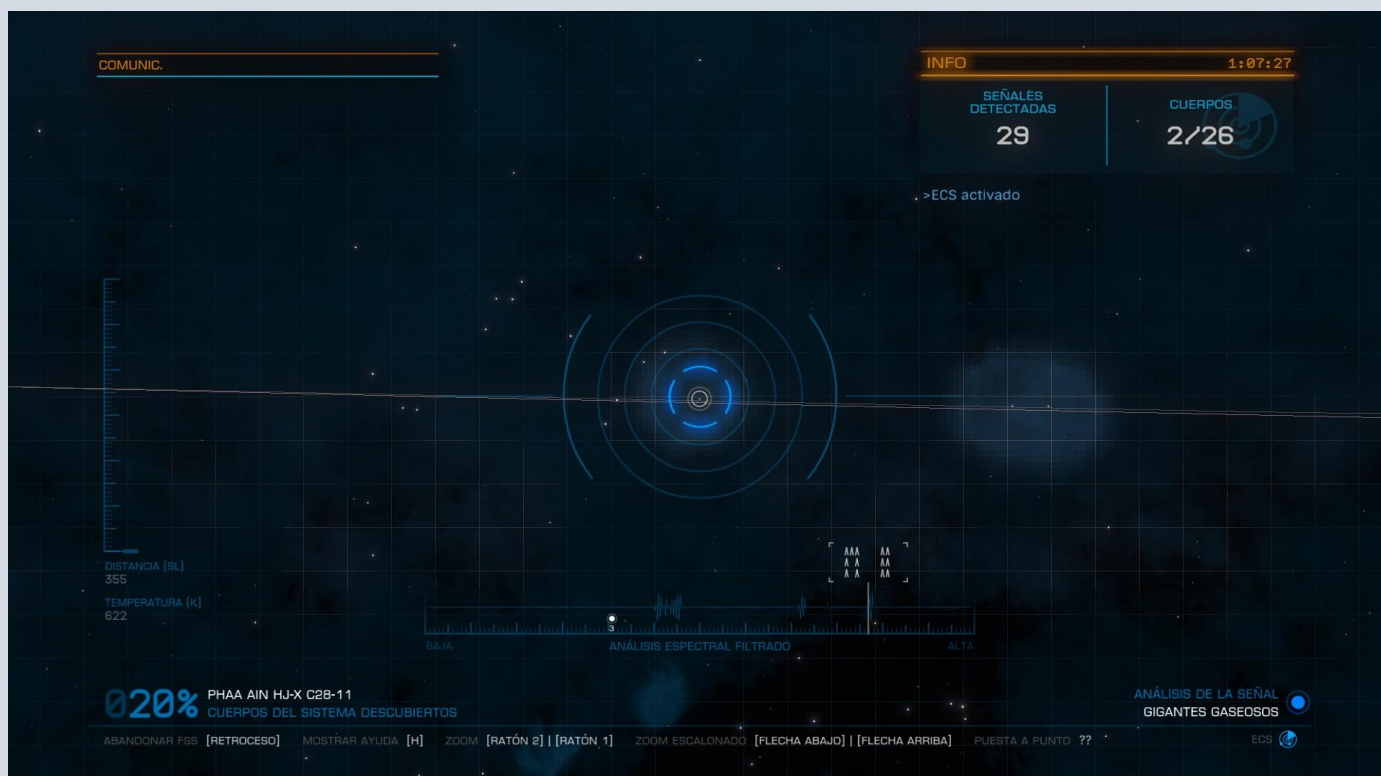 COMUNIC.
INFO 1:07:27
SEÑALES DETECTADAS
29
CUERPOS
2/26
>ECS activado
DISTANCIA (SL)
355
TEMPERATURA (K)
622
3
BAJA ANÁLISIS ESPECTRAL FILTRADO ALTA
020% PHAA AIN HJ-X C28-11
CUERPOS DEL SISTEMA DESCUBIERTOS
ANÁLISIS DE LA SEÑAL
GIGANTES GASEOSOS
ABANDONAR FSS [RETROCESO] MOSTRAR AYUDA [H] ZOOM [RATÓN 2] | [RATÓN 1] ZOOM ESCALONADO [FLECHA ABAJO] | [FLECHA ARRIBA] PUESTA A PUNTO ?? ECS